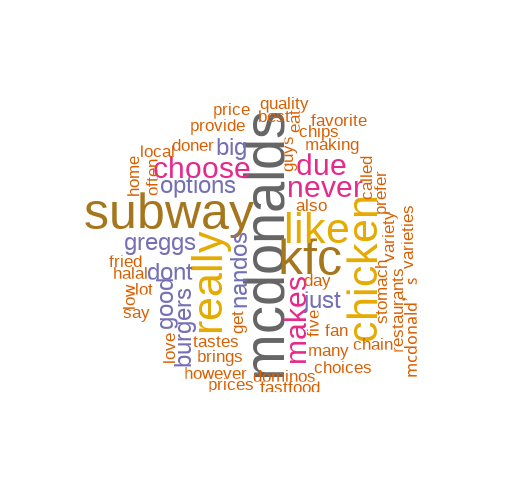 quality
price
best
eat
favorite
provide
chips
making
big
doner
local
guys
choose
due
often
home
called
options
never
prefer
also
subway
like
variety
varieties
greggs
kfc
chicken
really
mcdonalds
nandos
fried
halal
dont
day
stomach
restaurants
s
mcdonald
low
lot
good
just
say
burgers
get
makes
five
fan
love
tastes
chain
brings
many
choices
however
dominos
prices
fastfood